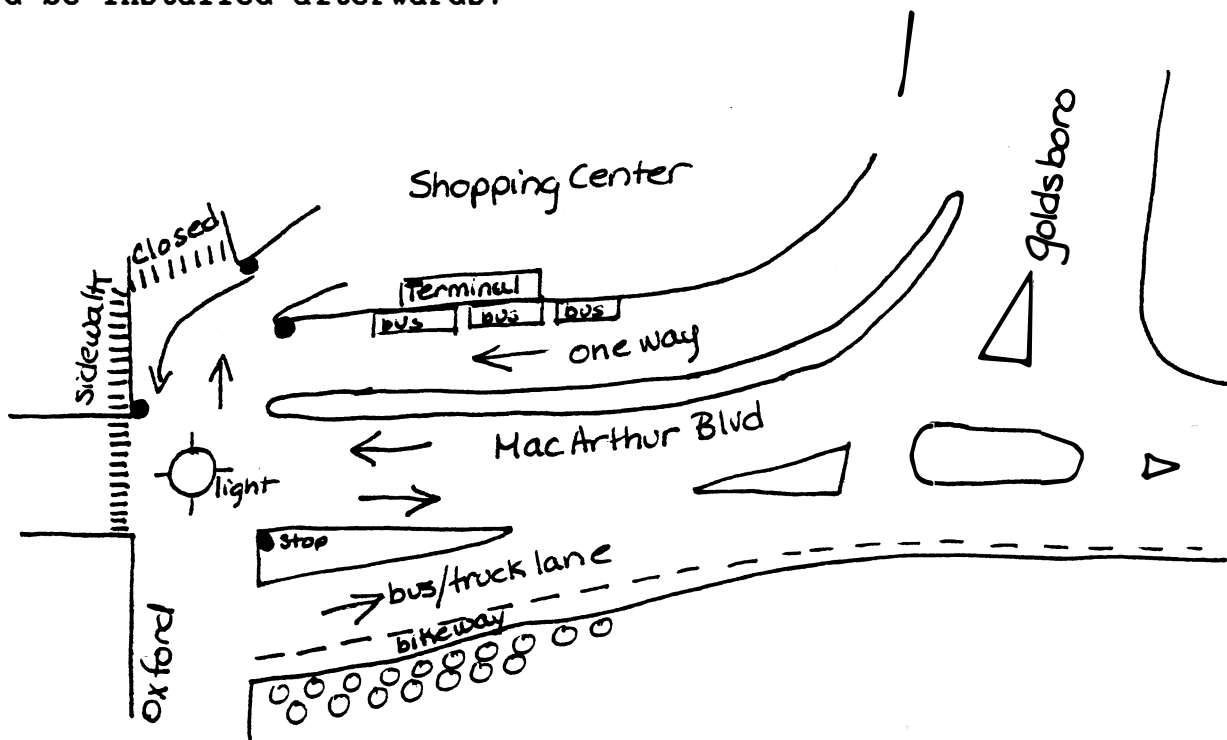 be installed afterwards.
goldsboro
Shopping Center
Closed
Sidewalk
Terminal
bus bus bus
one way
MacArthur Blvd
light
Stop
bus/truck lane
bikeway
Oxford